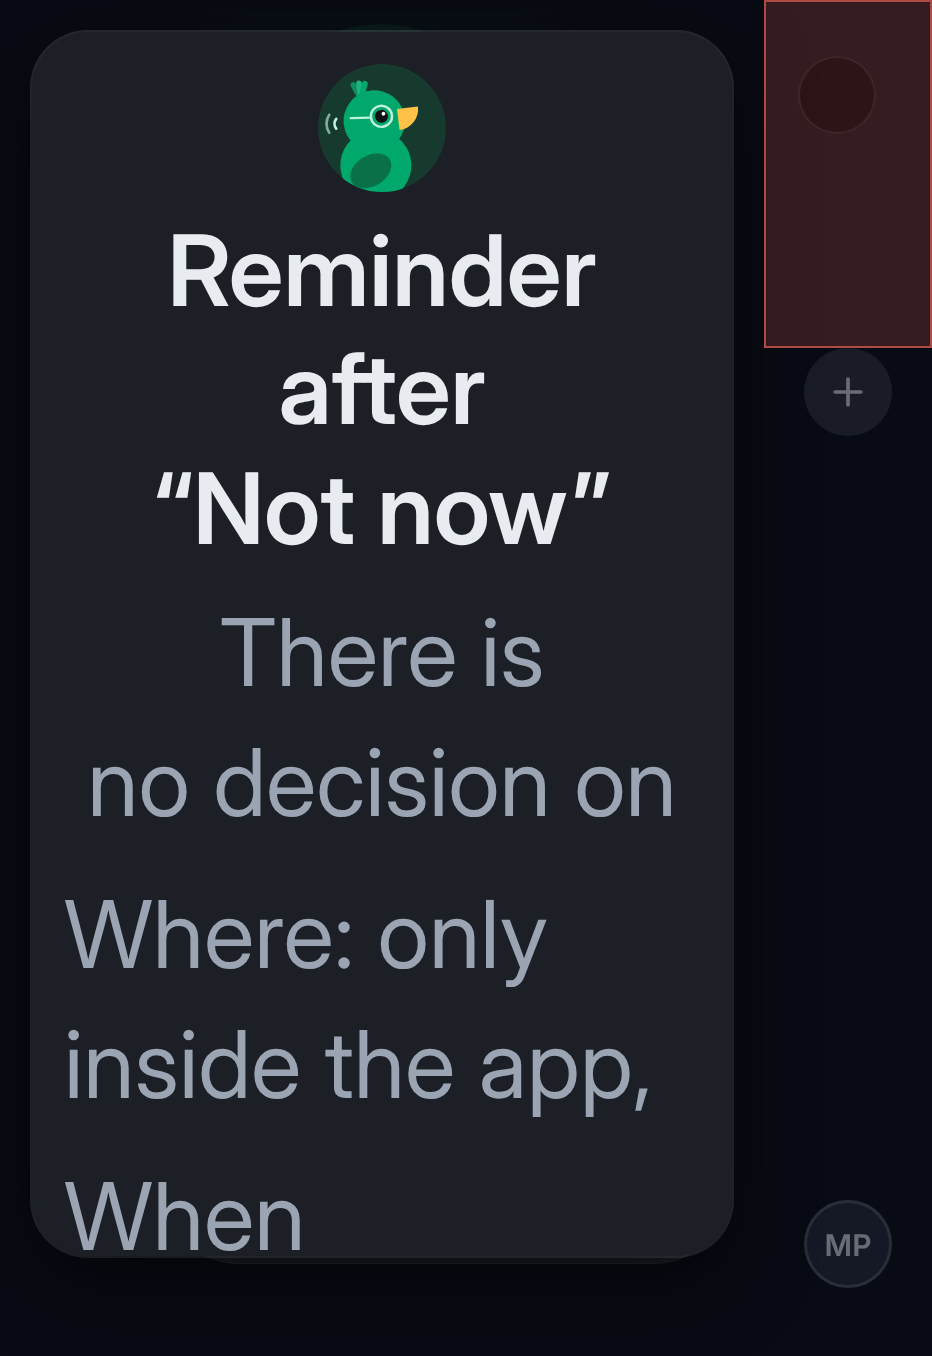 Reminder
after
“Not now”
There is
no decision on
Where: only
inside the app,
When
MP